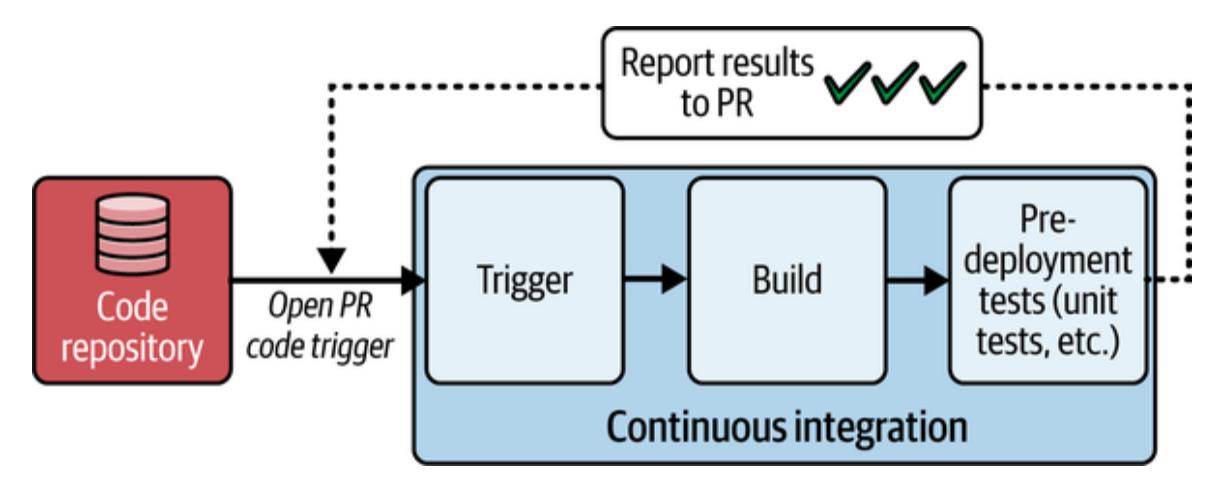 Report results
to PR
Code
repository
Open PR
code trigger
Trigger
Build
Pre-
deployment
tests (unit
tests, etc.)
Continuous integration